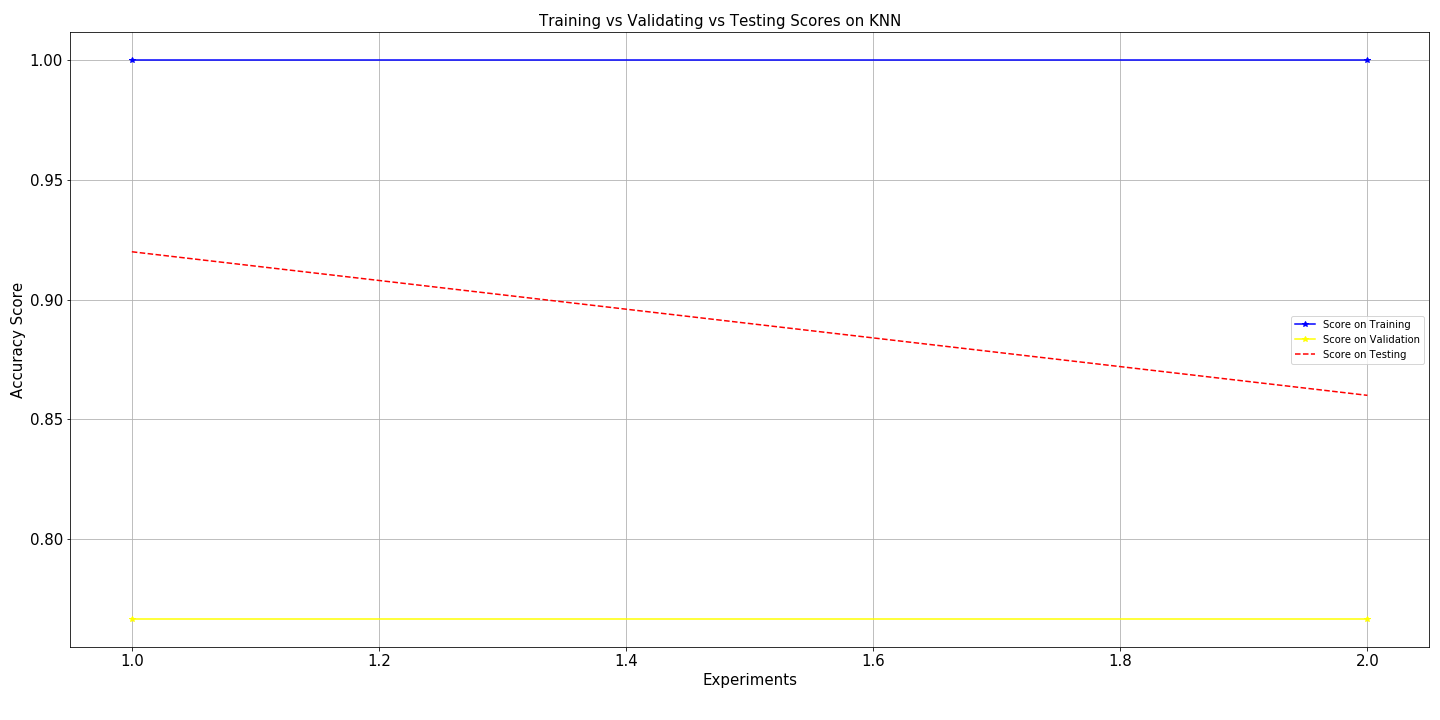 Training vs Validating vs Testing Scores on KNN
1.00
0.95
0.90
0.85
0.80
Accuracy Score
Score on Training
Score on Validation
Score on Testing
1.0 1.2 1.4 1.6 1.8 2.0
Experiments